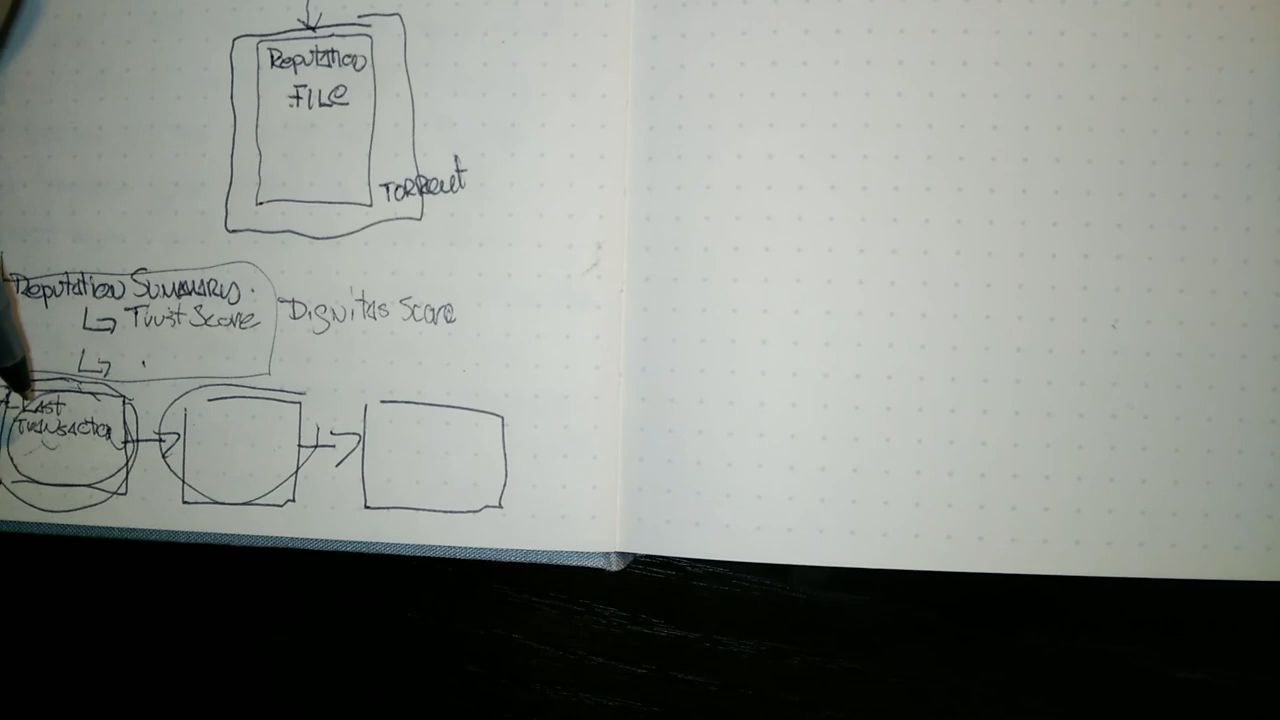 Reputation
FILE
TORRent
Reputation SUMMARY.
Trust Score
Dignitas Score
LAST
TRANSACTION